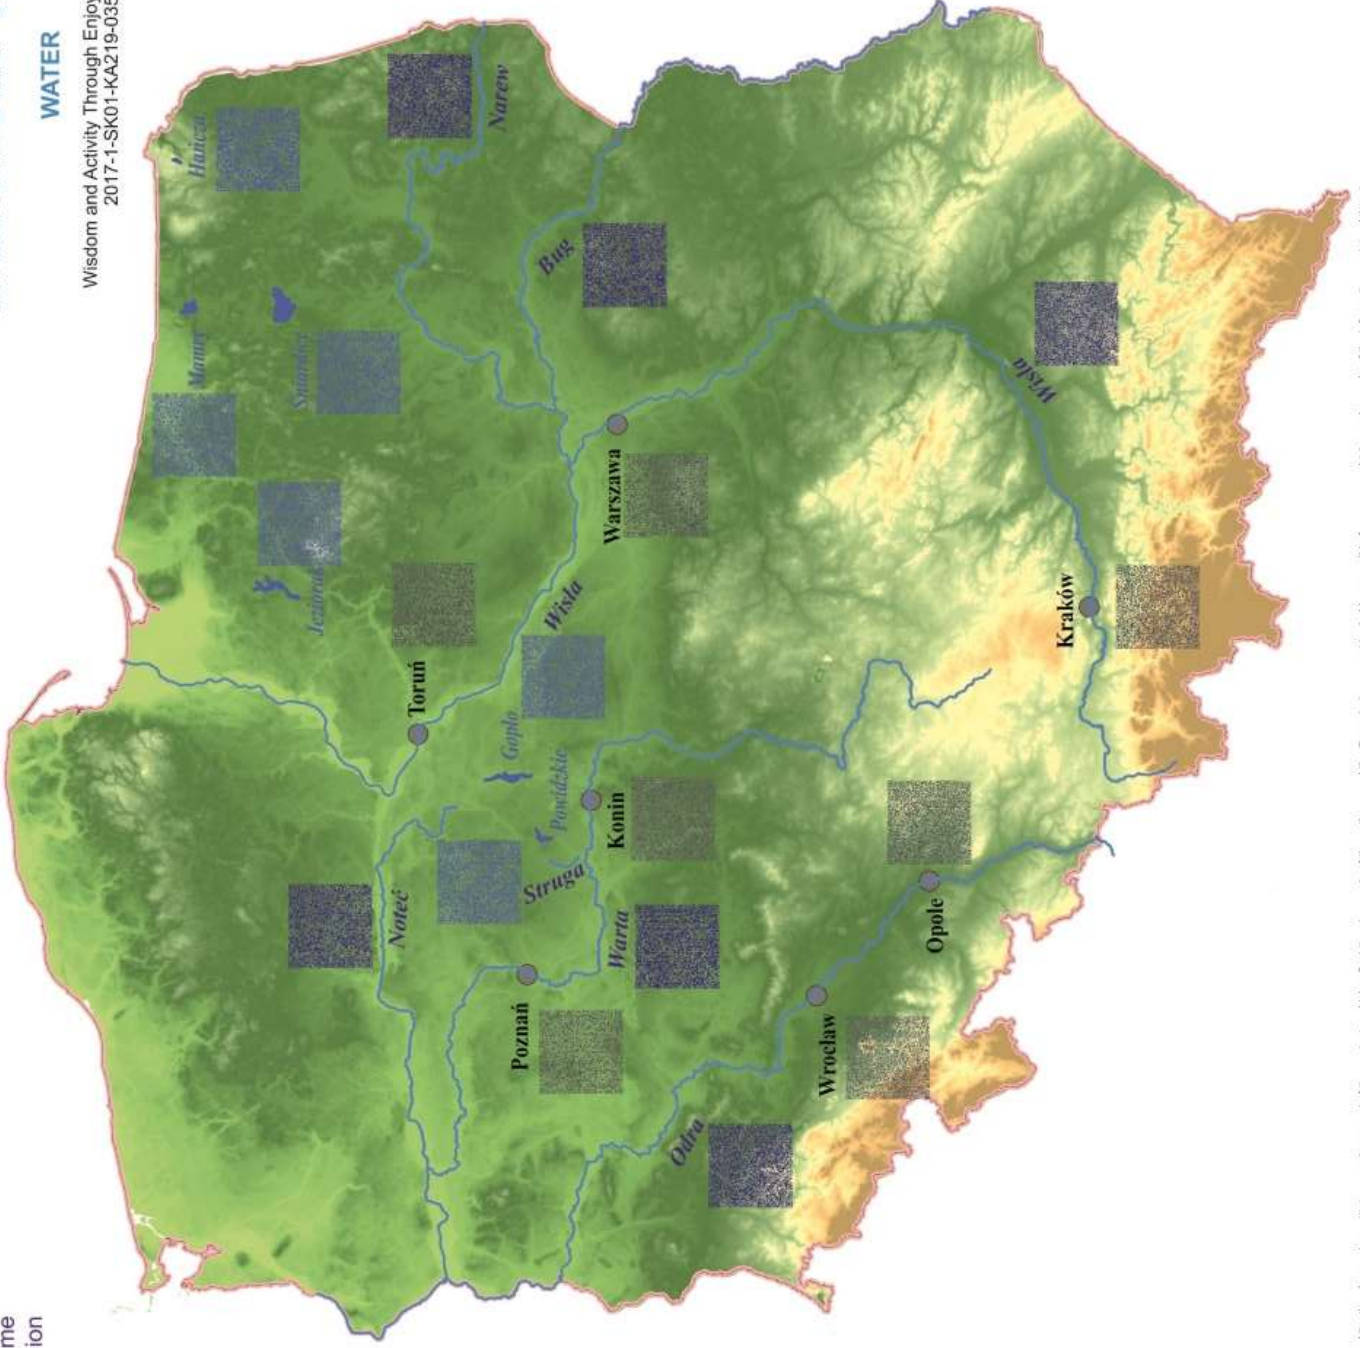 me
ion
WATER
Wisdom and Activity Through Enjoy
2017-1-SK01-KA219-035
Hańcza
Narew
Mamry
Śniardwy
Bug
Jeziorak
Toruń
Wisła
Warszawa
Wisła
Gopło
Powidzkie
Konin
Kraków
Noteć
Struga
Warta
Poznań
Opole
Wrocław
Odra